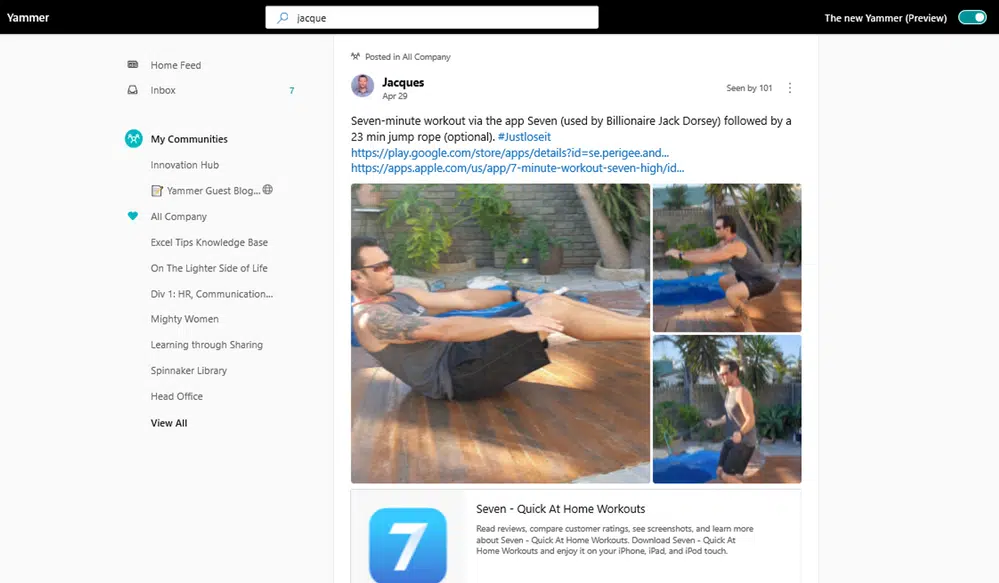 Yammer
jacque
The new Yammer (Preview)
Home Feed
Inbox
7
My Communities
Innovation Hub
Yammer Guest Blog...
All Company
Excel Tips Knowledge Base
On The Lighter Side of Life
Div 1: HR, Communication...
Mighty Women
Learning through Sharing
Spinnaker Library
Head Office
View All
Posted in All Company
Jacques
Apr 29
Seen by 101
Seven-minute workout via the app Seven (used by Billionaire Jack Dorsey) followed by a
23 min jump rope (optional). #Justloseit
https://play.google.com/store/apps/details?id=se.perigee.and...
https://apps.apple.com/us/app/7-minute-workout-seven-high/id...
7
Seven - Quick At Home Workouts
Read reviews, compare customer ratings, see screenshots, and learn more
about Seven - Quick At Home Workouts. Download Seven - Quick At
Home Workouts and enjoy it on your iPhone, iPad, and iPod touch.